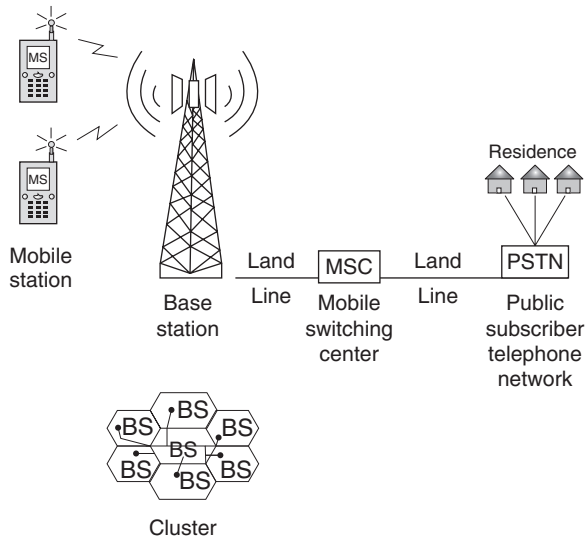 MS
MS
Mobile
station
Base
station
Land
Line
MSC
Mobile
switching
center
Land
Line
Residence
PSTN
Public
subscriber
telephone
network
BS
BS
BS
BS
BS
BS
BS
Cluster